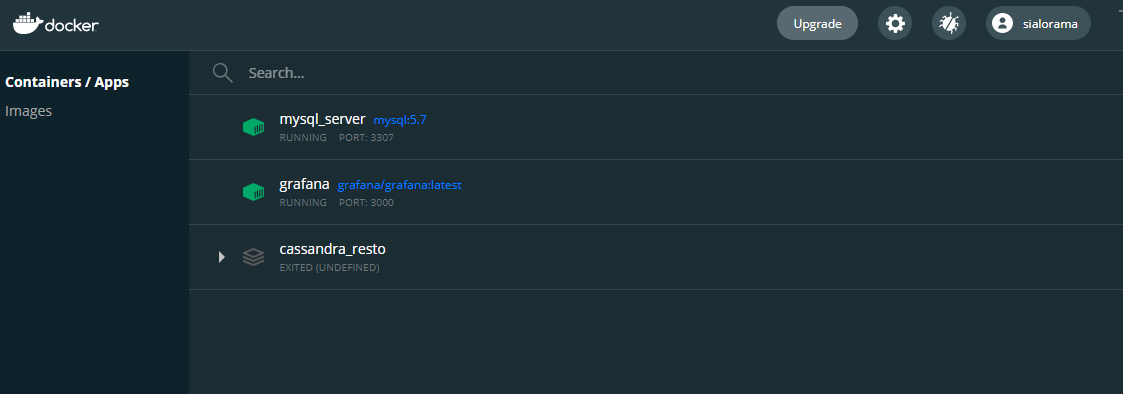 docker
Upgrade
sialorama
Containers / Apps
Images
Search...
mysql_server mysql:5.7
RUNNING PORT: 3307
grafana grafana/grafana:latest
RUNNING PORT: 3000
cassandra_resto
EXITED (UNDEFINED)